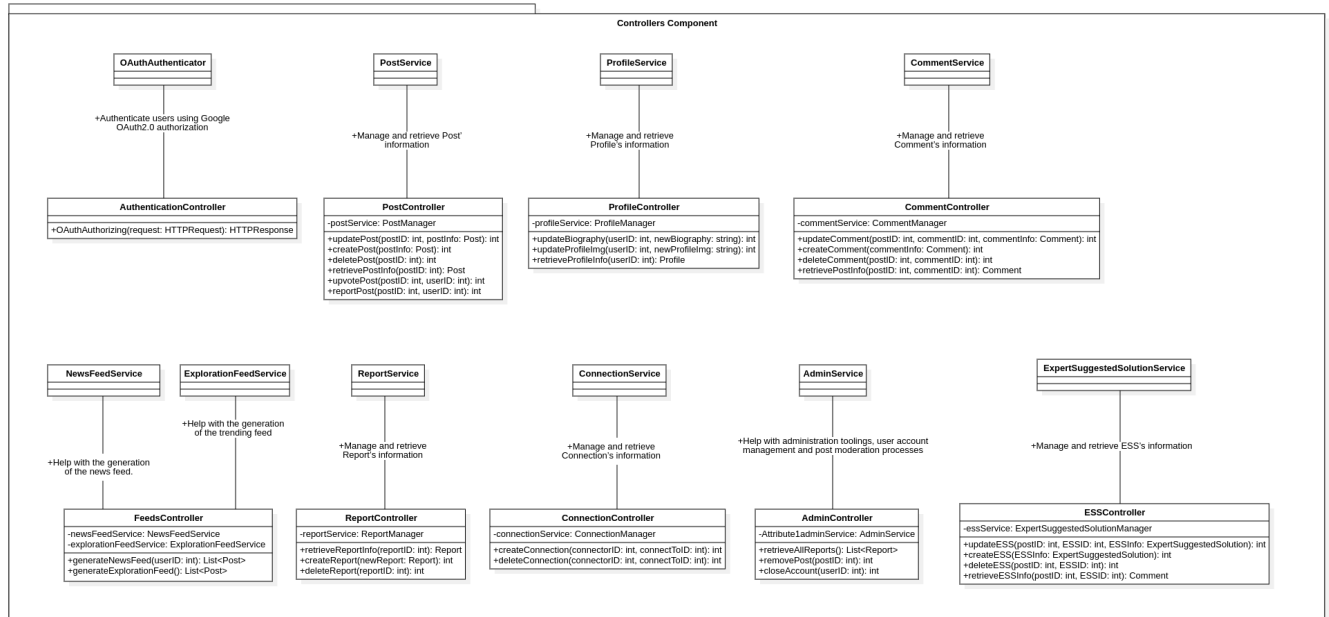 Controllers Component
OAuthAuthenticator
PostService
ProfileService
CommentService
+Authenticate users using Google
OAuth2.0 authorization
+Manage and retrieve Post'
information
+Manage and retrieve
Profile's information
+Manage and retrieve
Comment's information
AuthenticationController
+OAuthAuthorizing(request: HTTPRequest): HTTPResponse
PostController
-postService: PostManager
+updatePost(postID: int, postInfo: Post): int
+createPost(postInfo: Post): int
+deletePost(postID: int): int
+retrievePostInfo(postID: int): Post
+upvotePost(postID: int, userID: int): int
+reportPost(postID: int, userID: int): int
ProfileController
-profileService: ProfileManager
+updateBiography(userID: int, newBiography: string): int
+updateProfileImg(userID: int, newProfileImg: string): int
+retrieveProfileInfo(userID: int): Profile
CommentController
-commentService: CommentManager
+updateComment(postID: int, commentID: int, commentInfo: Comment): int
+createComment(commentInfo: Comment): int
+deleteComment(postID: int, commentID: int): int
+retrievePostInfo(postID: int, commentID: int): Comment
NewsFeedService
ExplorationFeedService
ReportService
ConnectionService
AdminService
ExpertSuggestedSolutionService
+Help with the generation
of the news feed.
+Help with the generation
of the trending feed
+Manage and retrieve
Report's information
+Manage and retrieve
Connection's information
+Help with administration toolings, user account
management and post moderation processes
+Manage and retrieve ESS's information
FeedsController
-newsFeedService: NewsFeedService
-explorationFeedService: ExplorationFeedService
+generateNewsFeed(userID: int): List<Post>
+generateExplorationFeed(): List<Post>
ReportController
-reportService: ReportManager
+retrieveReportInfo(reportID: int): Report
+createReport(newReport: Report): int
+deleteReport(reportID: int): int
ConnectionController
-connectionService: ConnectionManager
+createConnection(connectorID: int, connectToID: int): int
+deleteConnection(connectorID: int, connectToID: int): int
AdminController
-Attribute1adminService: AdminService
+retrieveAllReports(): List<Report>
+removePost(postID: int): int
+closeAccount(userID: int): int
ESSController
-essService: ExpertSuggestedSolutionManager
+updateESS(postID: int, ESSID: int, ESSInfo: ExpertSuggestedSolution): int
+createESS(ESSInfo: ExpertSuggestedSolution): int
+deleteESS(postID: int, ESSID: int): int
+retrieveESSInfo(postID: int, ESSID: int): Comment